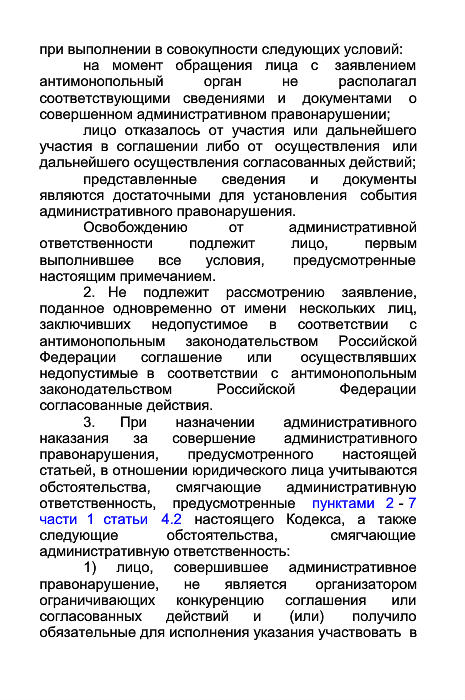 при выполнении в совокупности следующих условий:
на момент обращения лица с заявлением
антимонопольный орган не располагал
соответствующими сведениями и документами о
совершенном административном правонарушении;
лицо отказалось от участия или дальнейшего
участия в соглашении либо от осуществления или
дальнейшего осуществления согласованных действий;
представленные сведения и документы
являются достаточными для установления события
административного правонарушения.
Освобождению от административной
ответственности подлежит лицо, первым
выполнившее все условия, предусмотренные
настоящим примечанием.
2. Не подлежит рассмотрению заявление,
поданное одновременно от имени нескольких лиц,
заключивших недопустимое в соответствии с
антимонопольным законодательством Российской
Федерации соглашение или осуществлявших
недопустимые в соответствии с антимонопольным
законодательством Российской Федерации
согласованные действия.
3. При назначении административного
наказания за совершение административного
правонарушения, предусмотренного настоящей
статьей, в отношении юридического лица учитываются
обстоятельства, смягчающие административную
ответственность, предусмотренные пунктами 2 - 7
части 1 статьи 4.2 настоящего Кодекса, а также
следующие обстоятельства, смягчающие
административную ответственность:
1) лицо, совершившее административное
правонарушение, не является организатором
ограничивающих конкуренцию соглашения или
согласованных действий и (или) получило
обязательные для исполнения указания участвовать в